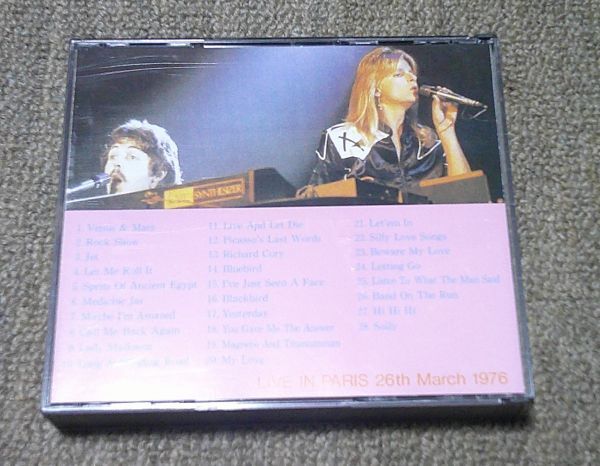 SYNTHESIZER
1. Venus & Mars
2. Rock Show
3. Jet
4. Let Me Roll It
5. Spirits Of Ancient Egypt
6. Medicine Jar
7. Maybe I'm Amazed
8. Call Me Back Again
9. Lady Madonna
10. Long & Winding Road
11. Live And Let Die
12. Picasso's Last Words
13. Richard Cory
14. Bluebird
15. I've Just Seen A Face
16. Blackbird
17. Yesterday
18. You Gave Me The Answer
19. Magneto And Titaniumman
20. My Love
21. Let'em In
22. Silly Love Songs
23. Beware My Love
24. Letting Go
25. Listen To What The Man Said
26. Band On The Run
27. Hi Hi Hi
28. Soily
LIVE IN PARIS 26th March 1976